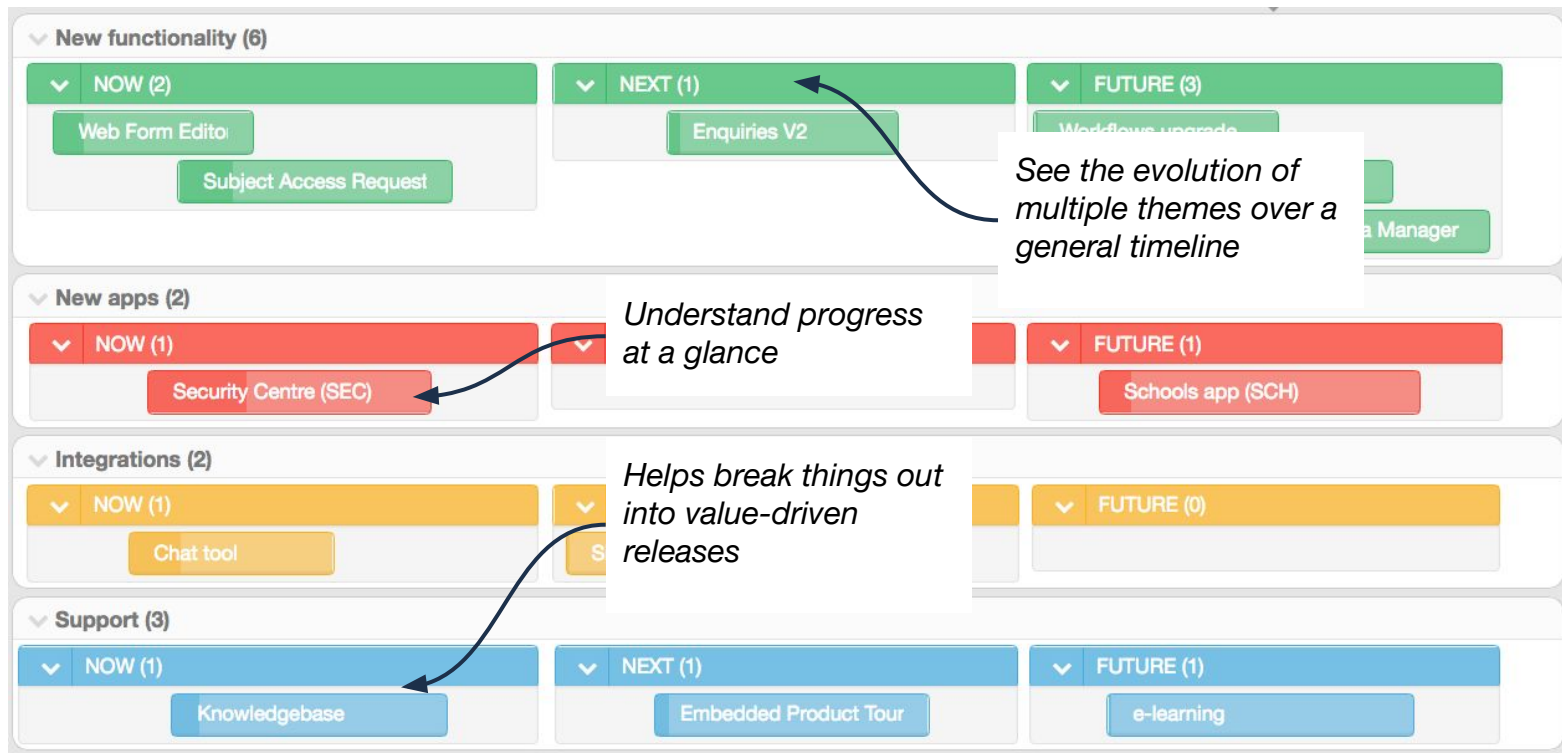 New functionality (6)
NOW (2)
NEXT (1)
FUTURE (3)
Web Form Edito
Enquiries V2
Workflows upgrade
Subject Access Request
a Manager
See the evolution of
multiple themes over a
general timeline
New apps (2)
NOW (1)
FUTURE (1)
Security Centre (SEC)
Schools app (SCH)
Understand progress
at a glance
Integrations (2)
NOW (1)
FUTURE (0)
Chat tool
S
Helps break things out
into value-driven
releases
Support (3)
NOW (1)
NEXT (1)
FUTURE (1)
Knowledgebase
Embedded Product Tour
e-learning